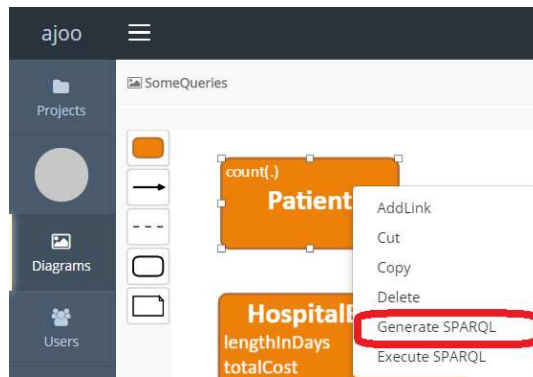 ajoo
SomeQueries
Projects
Diagrams
Users
count(.)
Patient
AddLink
Cut
Copy
Delete
Generate SPARQL
Execute SPARQL
lengthInDays
totalCost